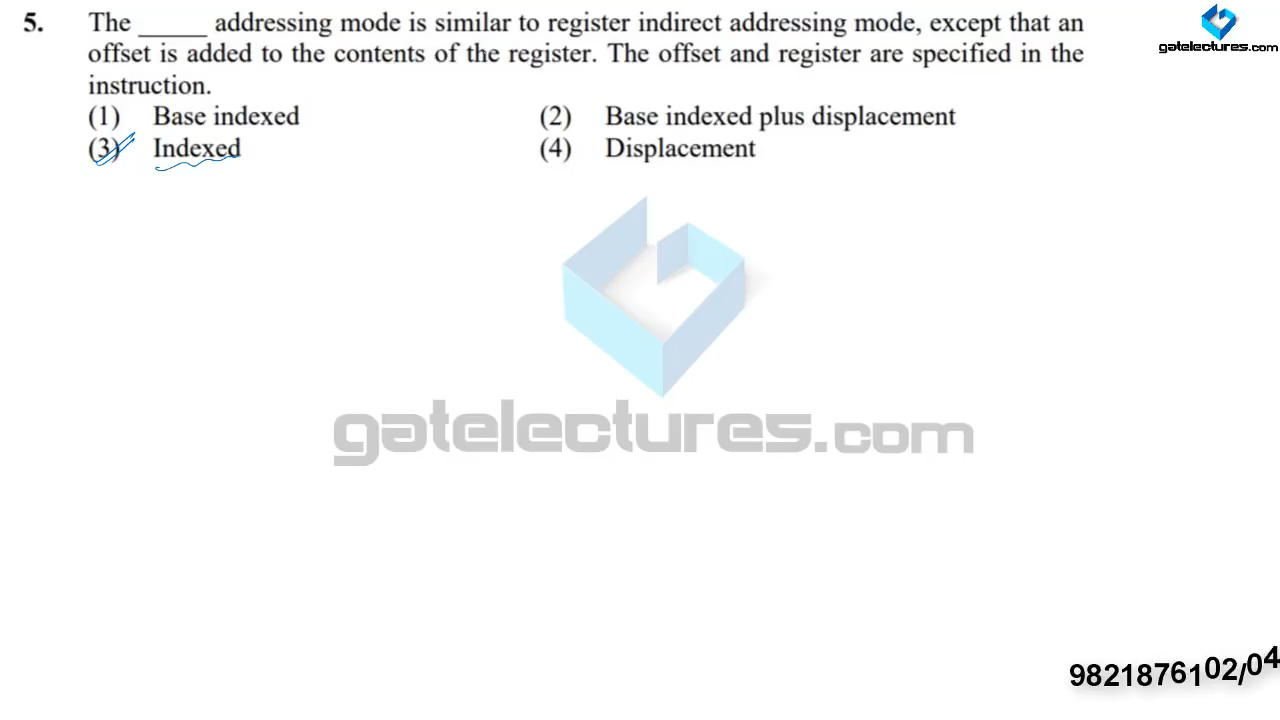 gatelectures.com
5. The _____ addressing mode is similar to register indirect addressing mode, except that an
offset is added to the contents of the register. The offset and register are specified in the
instruction.
(1) Base indexed (2) Base indexed plus displacement
(3) Indexed (4) Displacement
gatelectures.com
9821876102/04